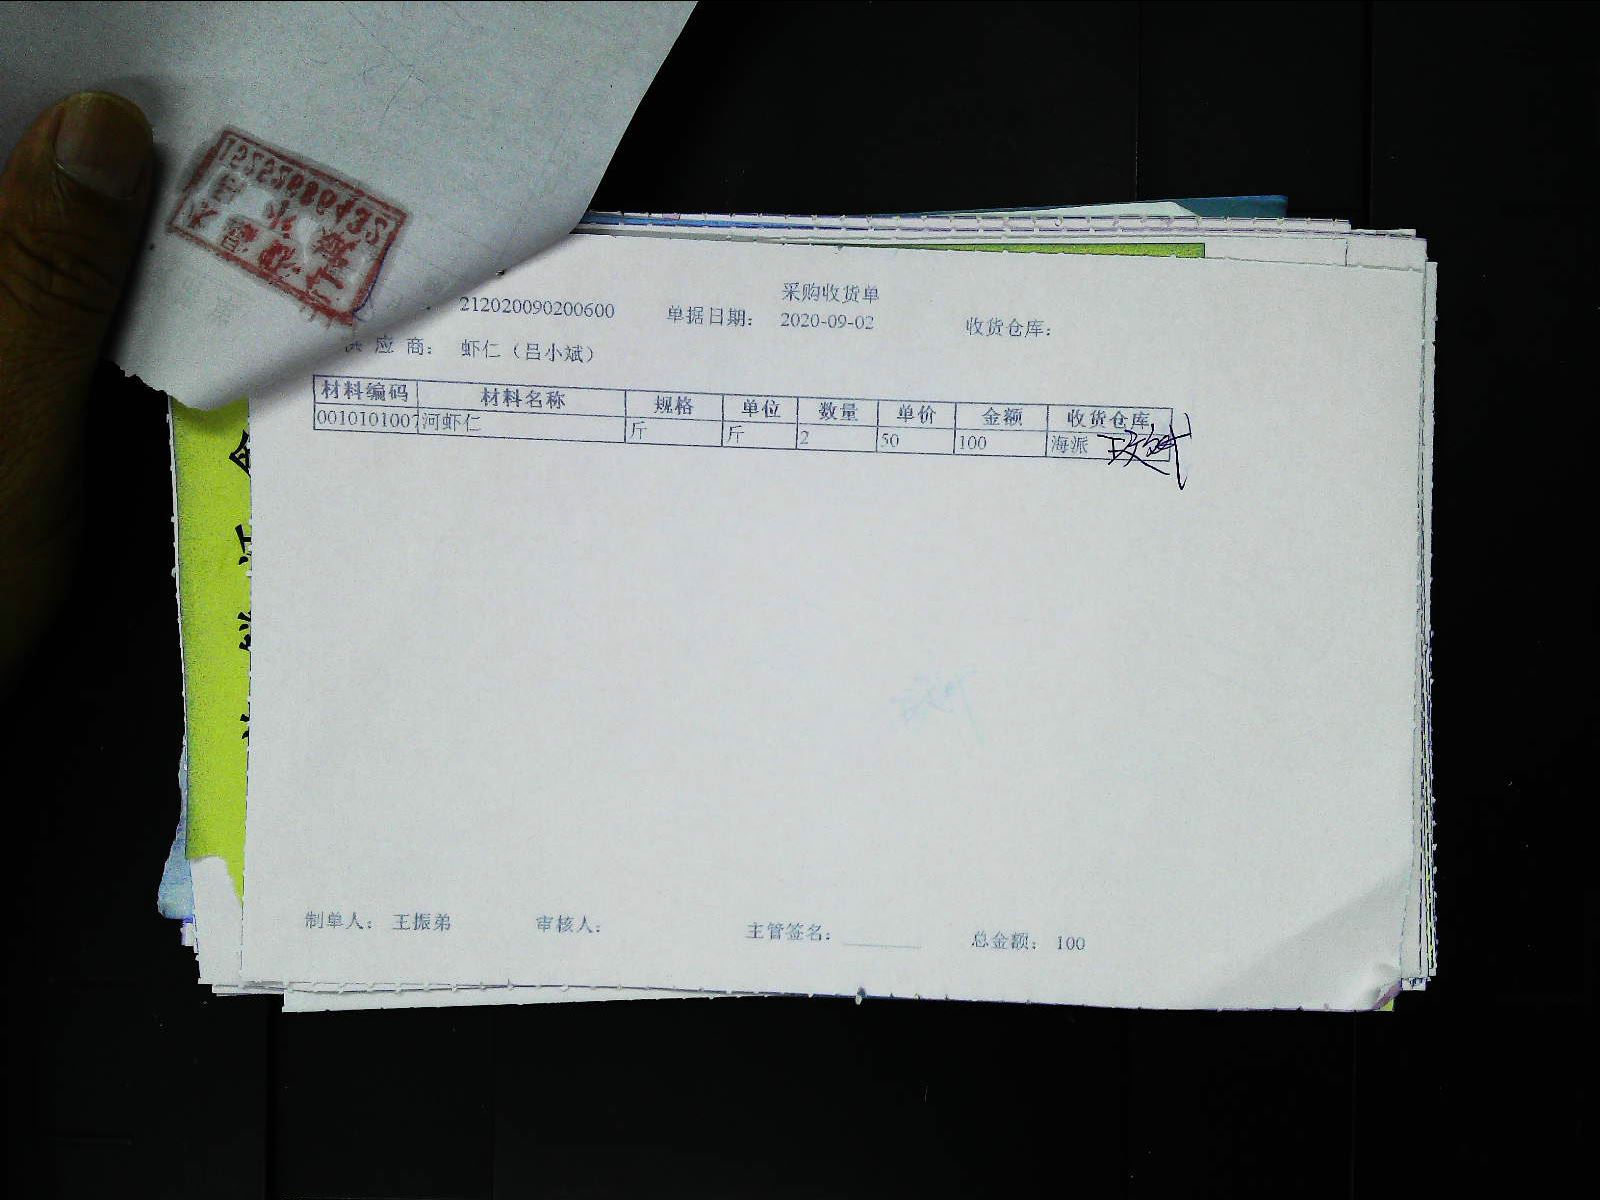 采购收货单
212020090200600 单据日期： 2020-09-02 收货仓库：
应 商： 虾仁（吕小斌）
材料编码 材料名称 规格 单位 数量 单价 金额 收货仓库
0010101007 河虾仁 斤 斤 2 50 100 海派
制单人： 王振弟 审核人： 主管签名： 总金额： 100